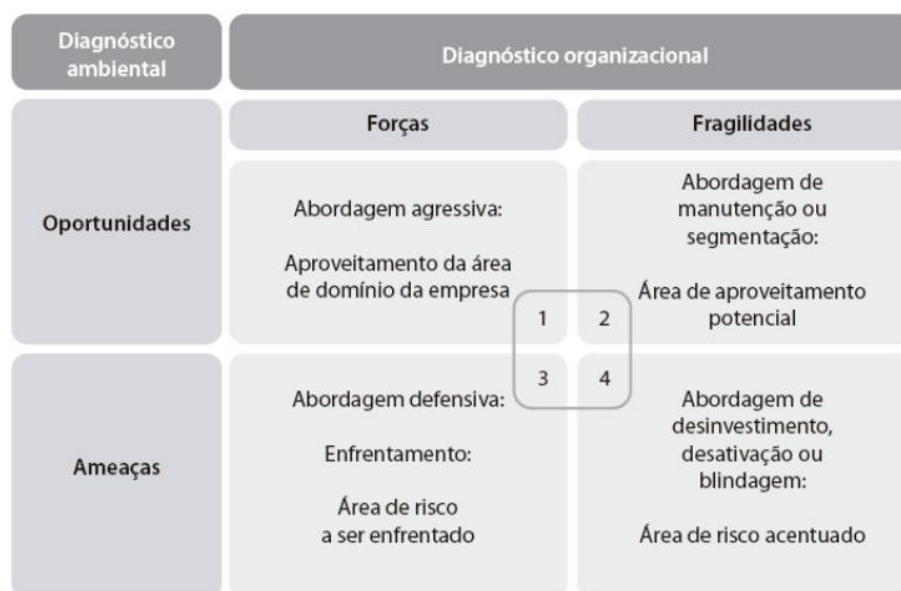 Diagnóstico
ambiental
Diagnóstico organizacional
Forças
Fragilidades
Oportunidades
Abordagem agressiva:
Aproveitamento da área
de domínio da empresa
1
Abordagem de
manutenção ou
segmentação:
Área de aproveitamento
potencial
2
Ameaças
Abordagem defensiva:
Enfrentamento:
Área de risco
a ser enfrentado
3
4
Abordagem de
desinvestimento,
desativação ou
blindagem:
Área de risco acentuado